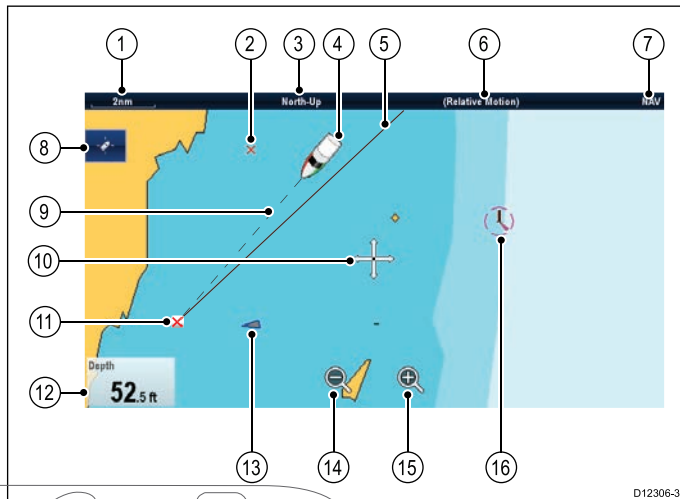 1 2 3 4 5 6 7
2nm North-Up (Relative Motion) NAV
8
9
10
11
12
Depth
52.5 ft
13 14 15 16
D12306-3